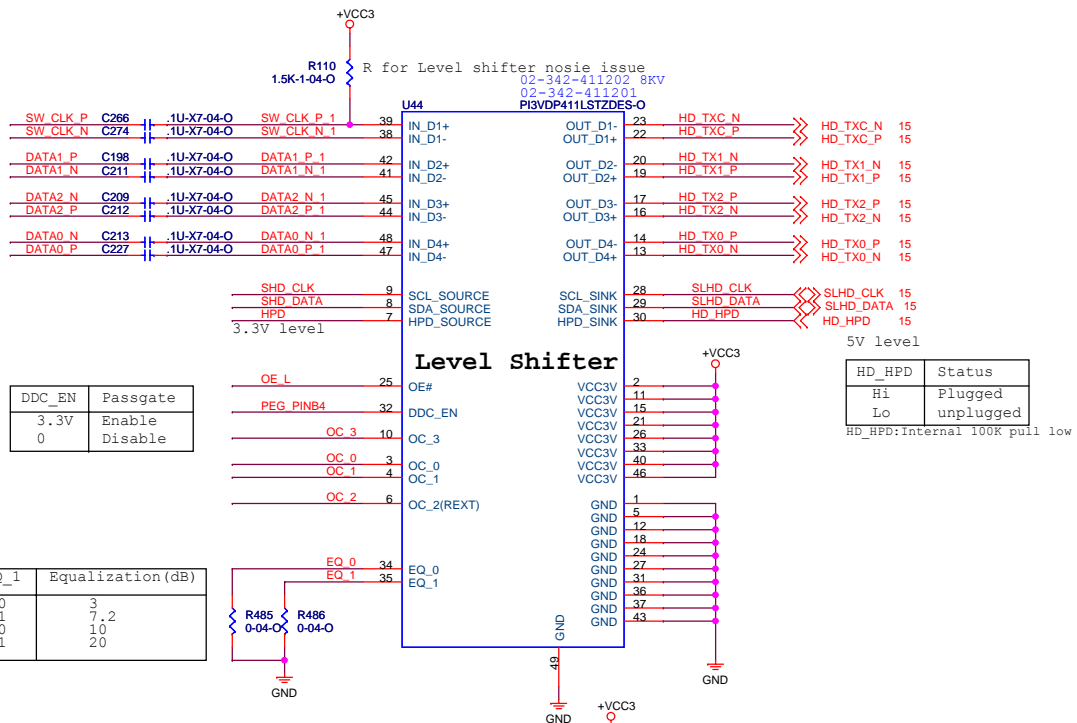 +VCC3
R110
1.5K-1-04-O
R for Level shifter nosie issue
02-342-411202 8KV
02-342-411201
U44
PI3VDP411LSTZDES-O
SW_CLK_P C266 .1U-X7-04-O SW_CLK_P_1 39 IN_D1+ OUT_D1- 23 HD_TXC_N HD_TXC_N 15
SW_CLK_N C274 .1U-X7-04-O SW_CLK_N_1 38 IN_D1- OUT_D1+ 22 HD_TXC_P HD_TXC_P 15
DATA1_P C198 .1U-X7-04-O DATA1_P_1 42 IN_D2+ OUT_D2- 20 HD_TX1_N HD_TX1_N 15
DATA1_N C211 .1U-X7-04-O DATA1_N_1 41 IN_D2- OUT_D2+ 19 HD_TX1_P HD_TX1_P 15
DATA2_N C209 .1U-X7-04-O DATA2_N_1 45 IN_D3+ OUT_D3- 17 HD_TX2_P HD_TX2_P 15
DATA2_P C212 .1U-X7-04-O DATA2_P_1 44 IN_D3- OUT_D3+ 16 HD_TX2_N HD_TX2_N 15
DATA0_N C213 .1U-X7-04-O DATA0_N_1 48 IN_D4+ OUT_D4- 14 HD_TX0_P HD_TX0_P 15
DATA0_P C227 .1U-X7-04-O DATA0_P_1 47 IN_D4- OUT_D4+ 13 HD_TX0_N HD_TX0_N 15
SHD_CLK 9 SCL_SOURCE SCL_SINK 28 SLHD_CLK SLHD_CLK 15
SHD_DATA 8 SDA_SOURCE SDA_SINK 29 SLHD_DATA SLHD_DATA 15
HPD 7 HPD_SOURCE HPD_SINK 30 HD_HPD HD_HPD 15
3.3V level
5V level
Level Shifter
+VCC3
HD_HPD Status
Hi Plugged
Lo unplugged
HD_HPD:Internal 100K pull low
DDC_EN Passgate
3.3V Enable
0 Disable
OE_L 25 OE# VCC3V 2
VCC3V 11
PEG_PINB4 32 DDC_EN VCC3V 15
VCC3V 21
OC_3 10 OC_3 VCC3V 26
VCC3V 33
OC_0 3 OC_0 VCC3V 40
OC_1 4 OC_1 VCC3V 46
OC_2 6 OC_2(REXT) GND 1
GND 5
GND 12
GND 18
GND 24
EQ_0 34 EQ_0 GND 27
EQ_1 35 EQ_1 GND 31
GND 36
GND 37
GND 43
_1 Equalization(dB)
0 3
1 7.2
0 10
1 20
R485
0-04-O
R486
0-04-O
GND
GND
49
GND
GND
+VCC3